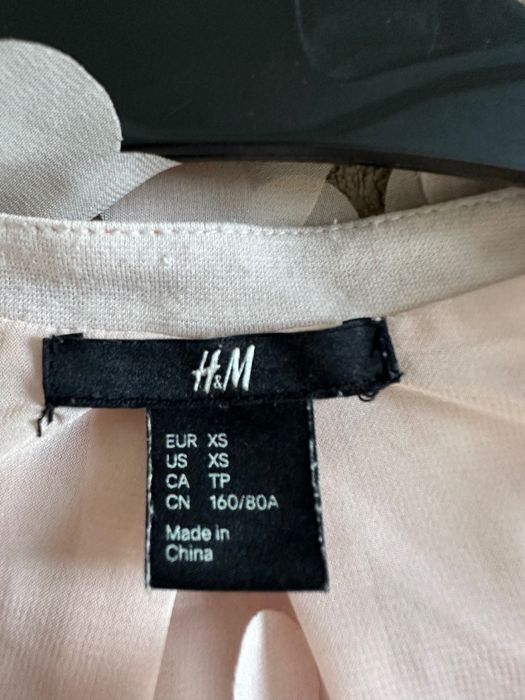 H&M
EUR XS
US XS
CA TP
CN 160/80A
Made in
China